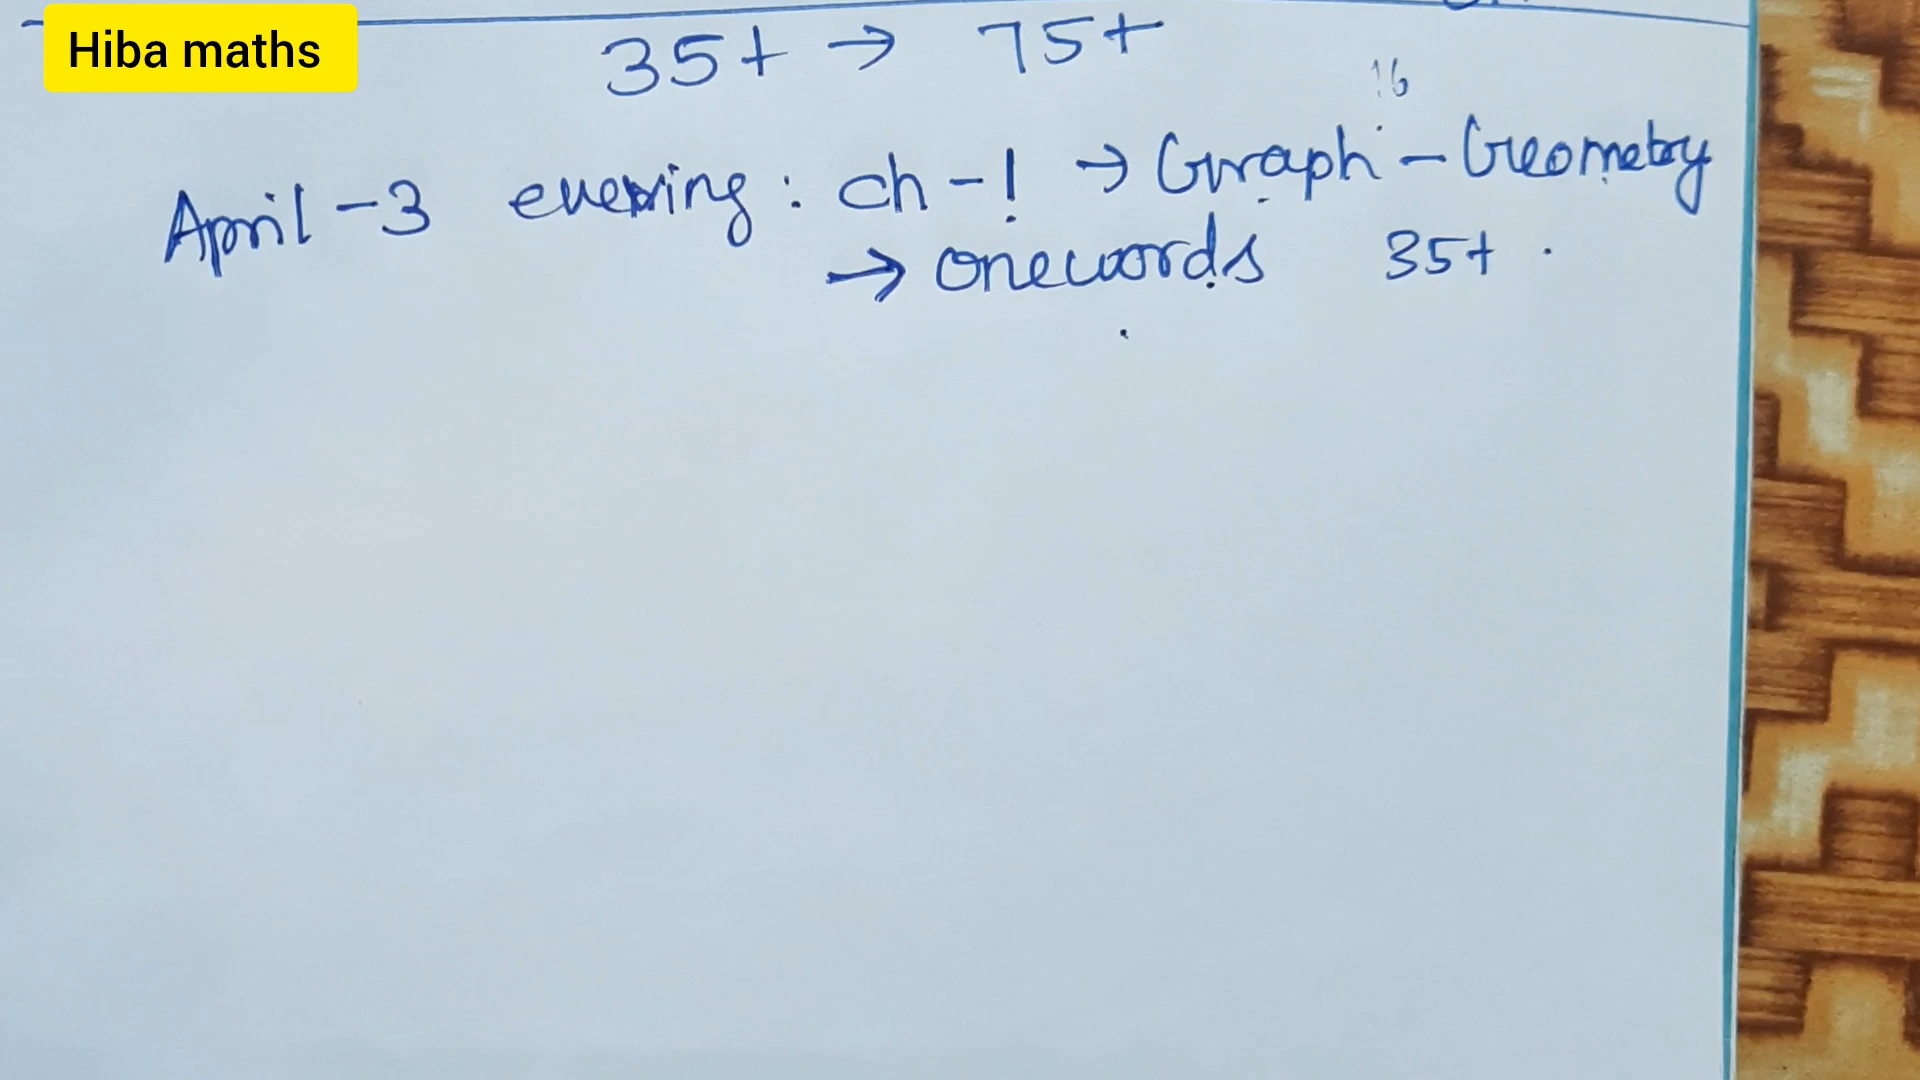 Hiba maths
35+ → 75+
16
April - 3 evening : ch - 1 → Graph - Geometry
→ onewords 35+